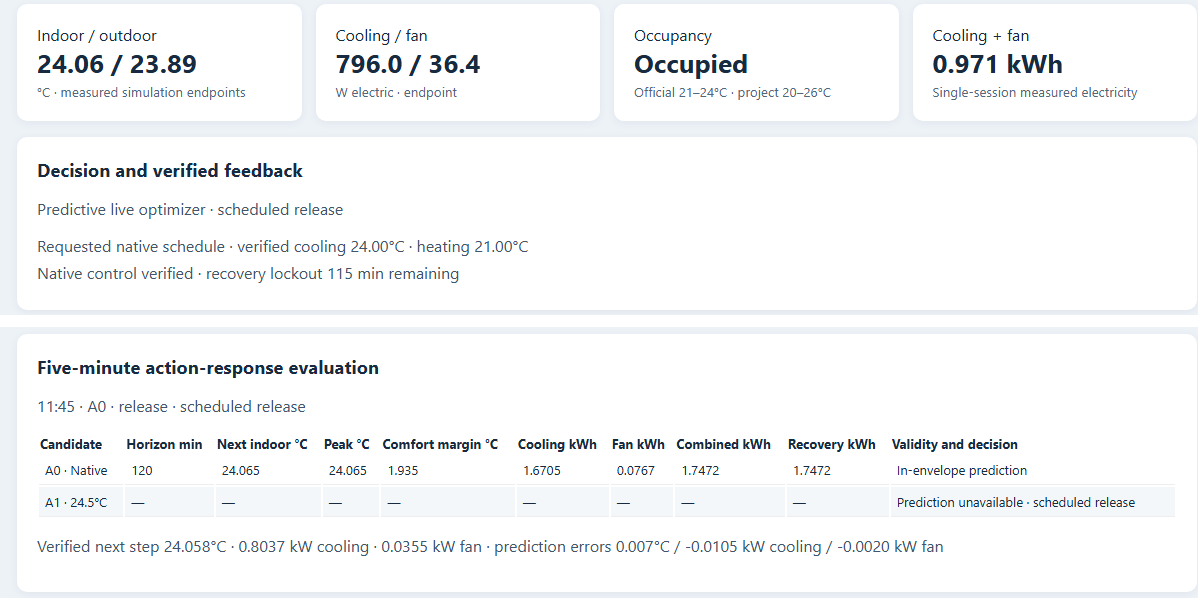 Indoor / outdoor
24.06 / 23.89
°C · measured simulation endpoints
Cooling / fan
796.0 / 36.4
W electric · endpoint
Occupancy
Occupied
Official 21–24°C · project 20–26°C
Cooling + fan
0.971 kWh
Single-session measured electricity
Decision and verified feedback
Predictive live optimizer · scheduled release
Requested native schedule · verified cooling 24.00°C · heating 21.00°C
Native control verified · recovery lockout 115 min remaining
Five-minute action-response evaluation
11:45 · A0 · release · scheduled release
Candidate Horizon min Next indoor °C Peak °C Comfort margin °C Cooling kWh Fan kWh Combined kWh Recovery kWh Validity and decision
A0 · Native 120 24.065 24.065 1.935 1.6705 0.0767 1.7472 1.7472 In-envelope prediction
A1 · 24.5°C — — — — — — — — Prediction unavailable · scheduled release
Verified next step 24.058°C · 0.8037 kW cooling · 0.0355 kW fan · prediction errors 0.007°C / -0.0105 kW cooling / -0.0020 kW fan